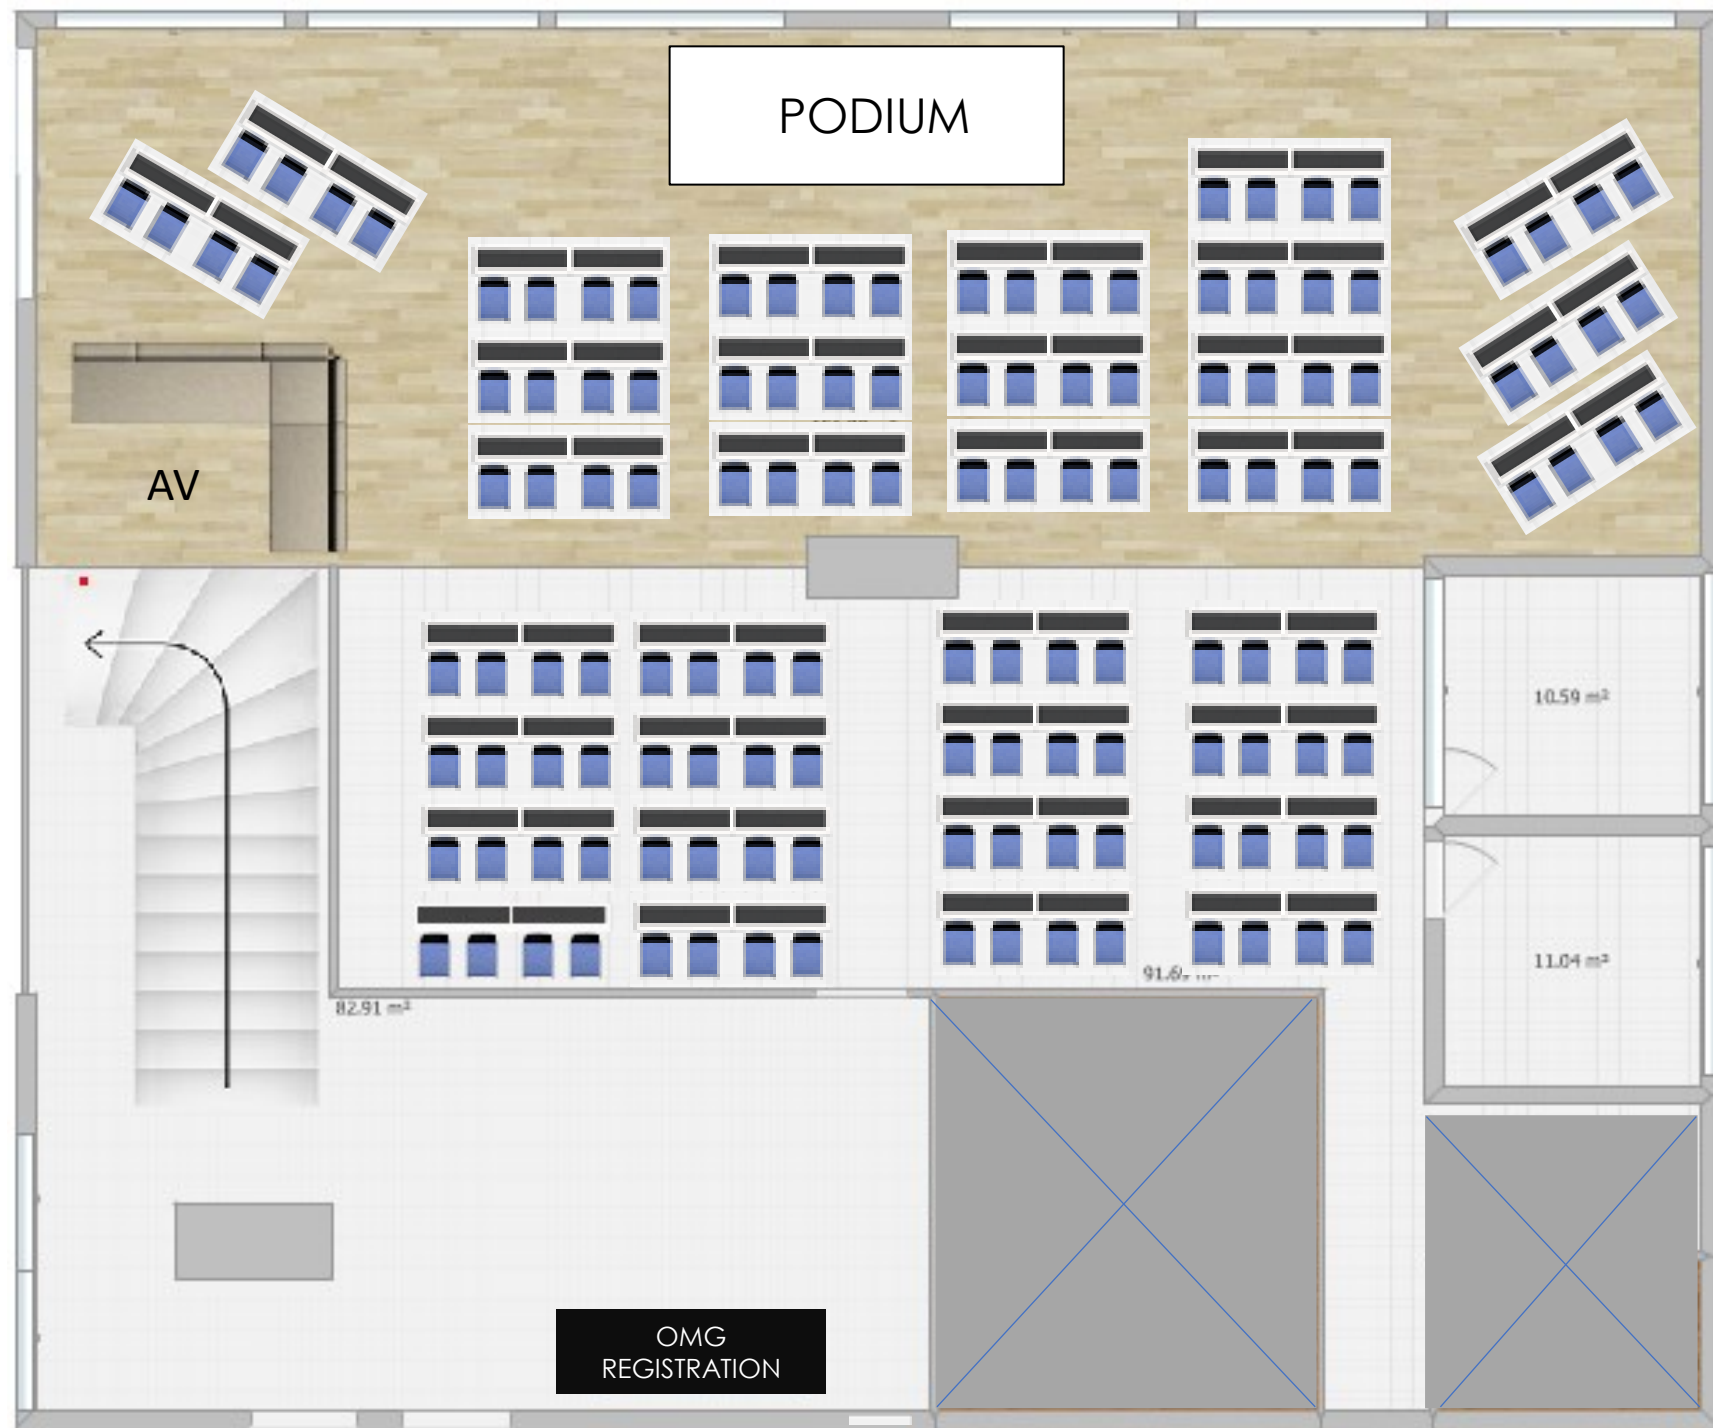 PODIUM
AV
10.59 m²
11.04 m²
82.91 m²
OMG
REGISTRATION